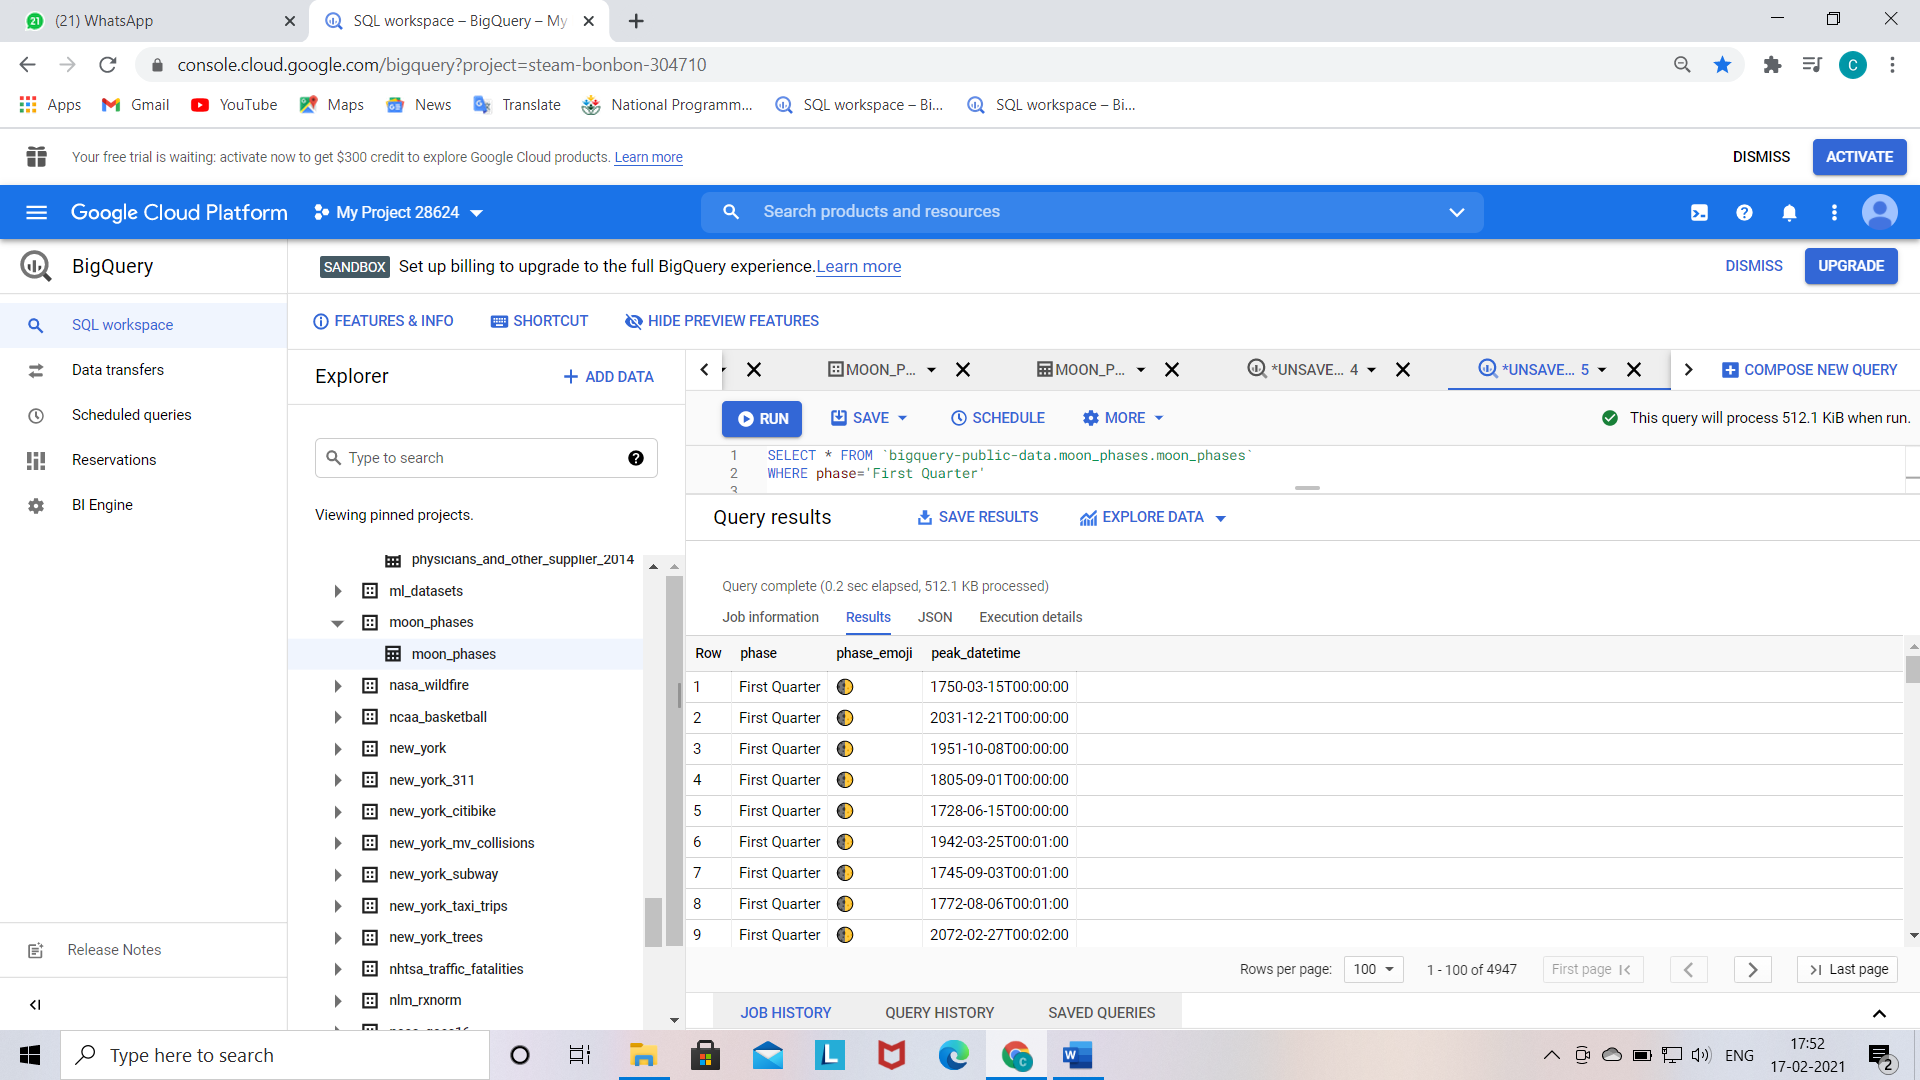 (21) WhatsApp
SQL workspace – BigQuery – My
console.cloud.google.com/bigquery?project=steam-bonbon-304710
C
Apps Gmail YouTube Maps News Translate National Programm... SQL workspace – Bi... SQL workspace – Bi...
Your free trial is waiting: activate now to get $300 credit to explore Google Cloud products. Learn more
DISMISS ACTIVATE
Google Cloud Platform My Project 28624 Search products and resources
BigQuery
SANDBOX Set up billing to upgrade to the full BigQuery experience. Learn more
DISMISS UPGRADE
SQL workspace
Data transfers
Scheduled queries
Reservations
BI Engine
Release Notes
FEATURES & INFO SHORTCUT HIDE PREVIEW FEATURES
Explorer ADD DATA
Type to search
Viewing pinned projects.
physicians_and_other_supplier_2014
ml_datasets
moon_phases
moon_phases
nasa_wildfire
ncaa_basketball
new_york
new_york_311
new_york_citibike
new_york_mv_collisions
new_york_subway
new_york_taxi_trips
new_york_trees
nhtsa_traffic_fatalities
nlm_rxnorm
MOON_P... MOON_P... *UNSAVE... 4 *UNSAVE... 5 COMPOSE NEW QUERY
RUN SAVE SCHEDULE MORE This query will process 512.1 KiB when run.
1 SELECT * FROM `bigquery-public-data.moon_phases.moon_phases`
2 WHERE phase='First Quarter'
3
Query results SAVE RESULTS EXPLORE DATA
Query complete (0.2 sec elapsed, 512.1 KB processed)
Job information Results JSON Execution details
Row phase phase_emoji peak_datetime
1 First Quarter 🌓 1750-03-15T00:00:00
2 First Quarter 🌓 2031-12-21T00:00:00
3 First Quarter 🌓 1951-10-08T00:00:00
4 First Quarter 🌓 1805-09-01T00:00:00
5 First Quarter 🌓 1728-06-15T00:00:00
6 First Quarter 🌓 1942-03-25T00:01:00
7 First Quarter 🌓 1745-09-03T00:01:00
8 First Quarter 🌓 1772-08-06T00:01:00
9 First Quarter 🌓 2072-02-27T00:02:00
Rows per page: 100 1 - 100 of 4947 First page Last page
JOB HISTORY QUERY HISTORY SAVED QUERIES
Type here to search
ENG
17:52
17-02-2021
2